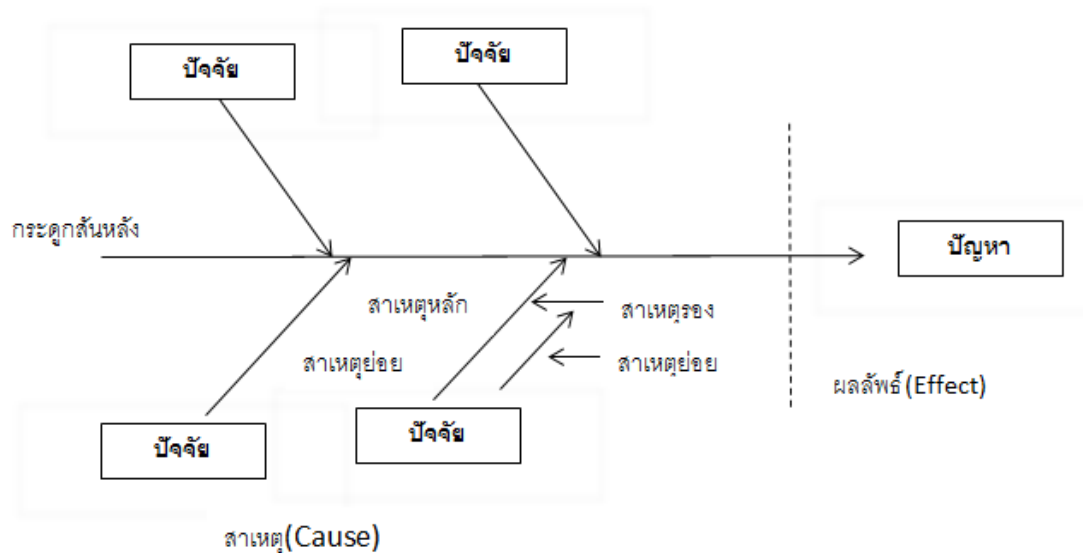 ปัจจัย
ปัจจัย
กระดูกสันหลัง
ปัญหา
สาเหตุหลัก
สาเหตุรอง
สาเหตุย่อย
สาเหตุย่อย
ผลลัพธ์(Effect)
ปัจจัย
ปัจจัย
สาเหตุ(Cause)